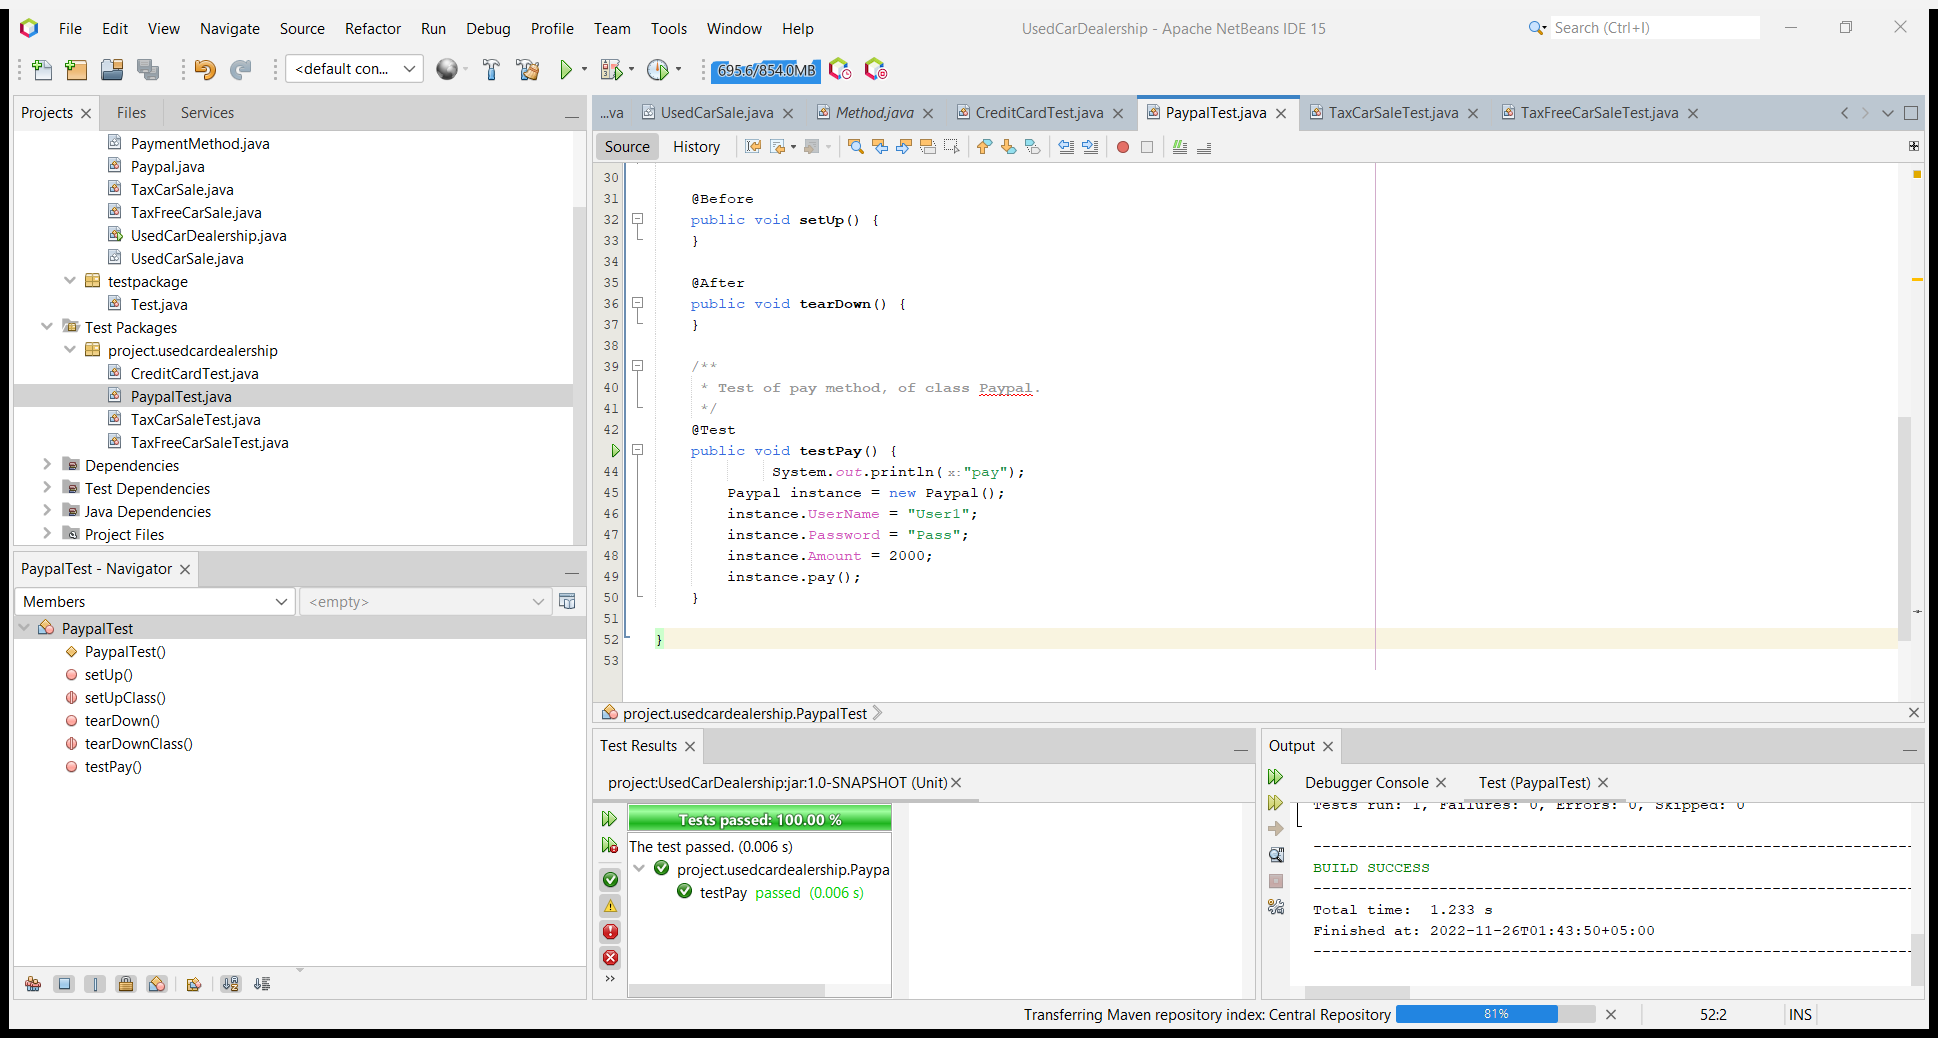 File Edit View Navigate Source Refactor Run Debug Profile Team Tools Window Help
UsedCarDealership - Apache NetBeans IDE 15
Search (Ctrl+I)
<default con...
695.6/854.0MB
Projects Files Services
PaymentMethod.java
Paypal.java
TaxCarSale.java
TaxFreeCarSale.java
UsedCarDealership.java
UsedCarSale.java
testpackage
Test.java
Test Packages
project.usedcardealership
CreditCardTest.java
PaypalTest.java
TaxCarSaleTest.java
TaxFreeCarSaleTest.java
Dependencies
Test Dependencies
Java Dependencies
Project Files
PaypalTest - Navigator
Members <empty>
PaypalTest
PaypalTest()
setUp()
setUpClass()
tearDown()
tearDownClass()
testPay()
...va UsedCarSale.java Method.java CreditCardTest.java PaypalTest.java TaxCarSaleTest.java TaxFreeCarSaleTest.java
Source History
30
31 @Before
32 public void setUp() {
33 }
34
35 @After
36 public void tearDown() {
37 }
38
39 /**
40 * Test of pay method, of class Paypal.
41 */
42 @Test
public void testPay() {
44 System.out.println(x:"pay");
45 Paypal instance = new Paypal();
46 instance.UserName = "User1";
47 instance.Password = "Pass";
48 instance.Amount = 2000;
49 instance.pay();
50 }
51
52 }
53
project.usedcardealership.PaypalTest
Test Results
project:UsedCarDealership:jar:1.0-SNAPSHOT (Unit)
Tests passed: 100.00 %
The test passed. (0.006 s)
project.usedcardealership.Paypa
testPay passed (0.006 s)
Output
Debugger Console Test (PaypalTest)
Tests run: 1, Failures: 0, Errors: 0, Skipped: 0
------------------------------------------------------------------------
BUILD SUCCESS
------------------------------------------------------------------------
Total time: 1.233 s
Finished at: 2022-11-26T01:43:50+05:00
------------------------------------------------------------------------
Transferring Maven repository index: Central Repository 81% 52:2 INS